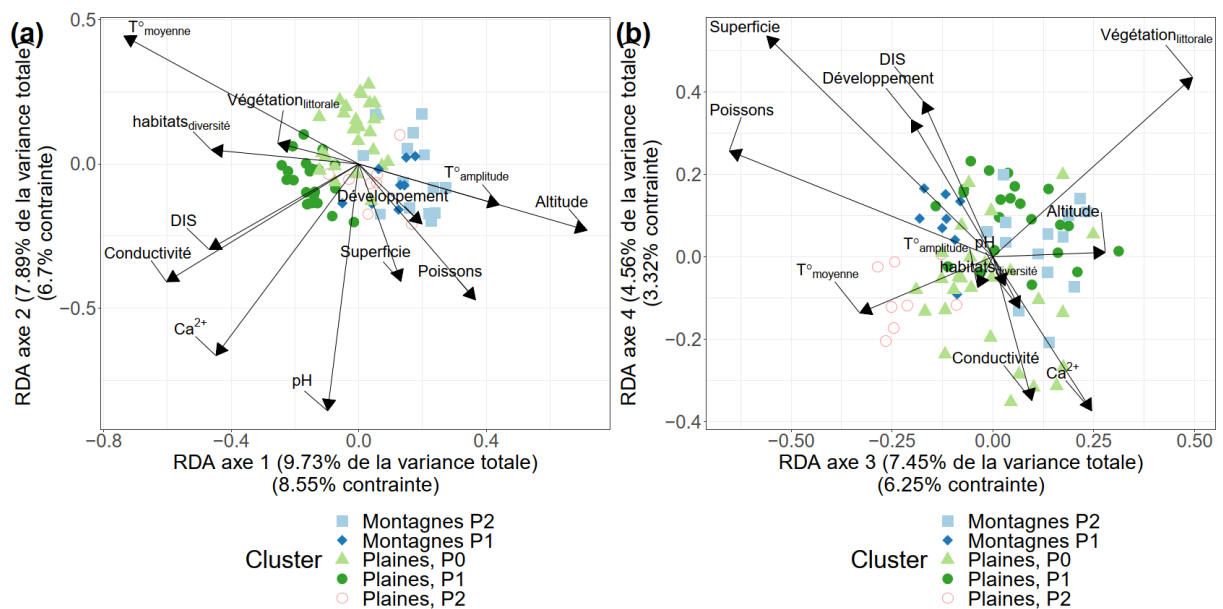 (a)
0.5
0.0
−0.5
−0.8
−0.4
0.0
0.4
T°moyenne
Végétationlittorale
habitatsdiversité
T°amplitude
Développement
Altitude
DIS
Superficie
Conductivité
Poissons
Ca2+
pH
RDA axe 2 (7.89% de la variance totale)
(6.7% contrainte)
RDA axe 1 (9.73% de la variance totale)
(8.55% contrainte)
Cluster
Montagnes P2
Montagnes P1
Plaines, P0
Plaines, P1
Plaines, P2
(b)
0.4
0.2
0.0
−0.2
−0.4
−0.50
−0.25
0.00
0.25
0.50
Superficie
Végétationlittorale
DIS
Développement
Poissons
Altitude
T°amplitude
pH
habitatsdiversité
T°moyenne
Conductivité
Ca2+
RDA axe 4 (4.56% de la variance totale)
(3.32% contrainte)
RDA axe 3 (7.45% de la variance totale)
(6.25% contrainte)
Cluster
Montagnes P2
Montagnes P1
Plaines, P0
Plaines, P1
Plaines, P2